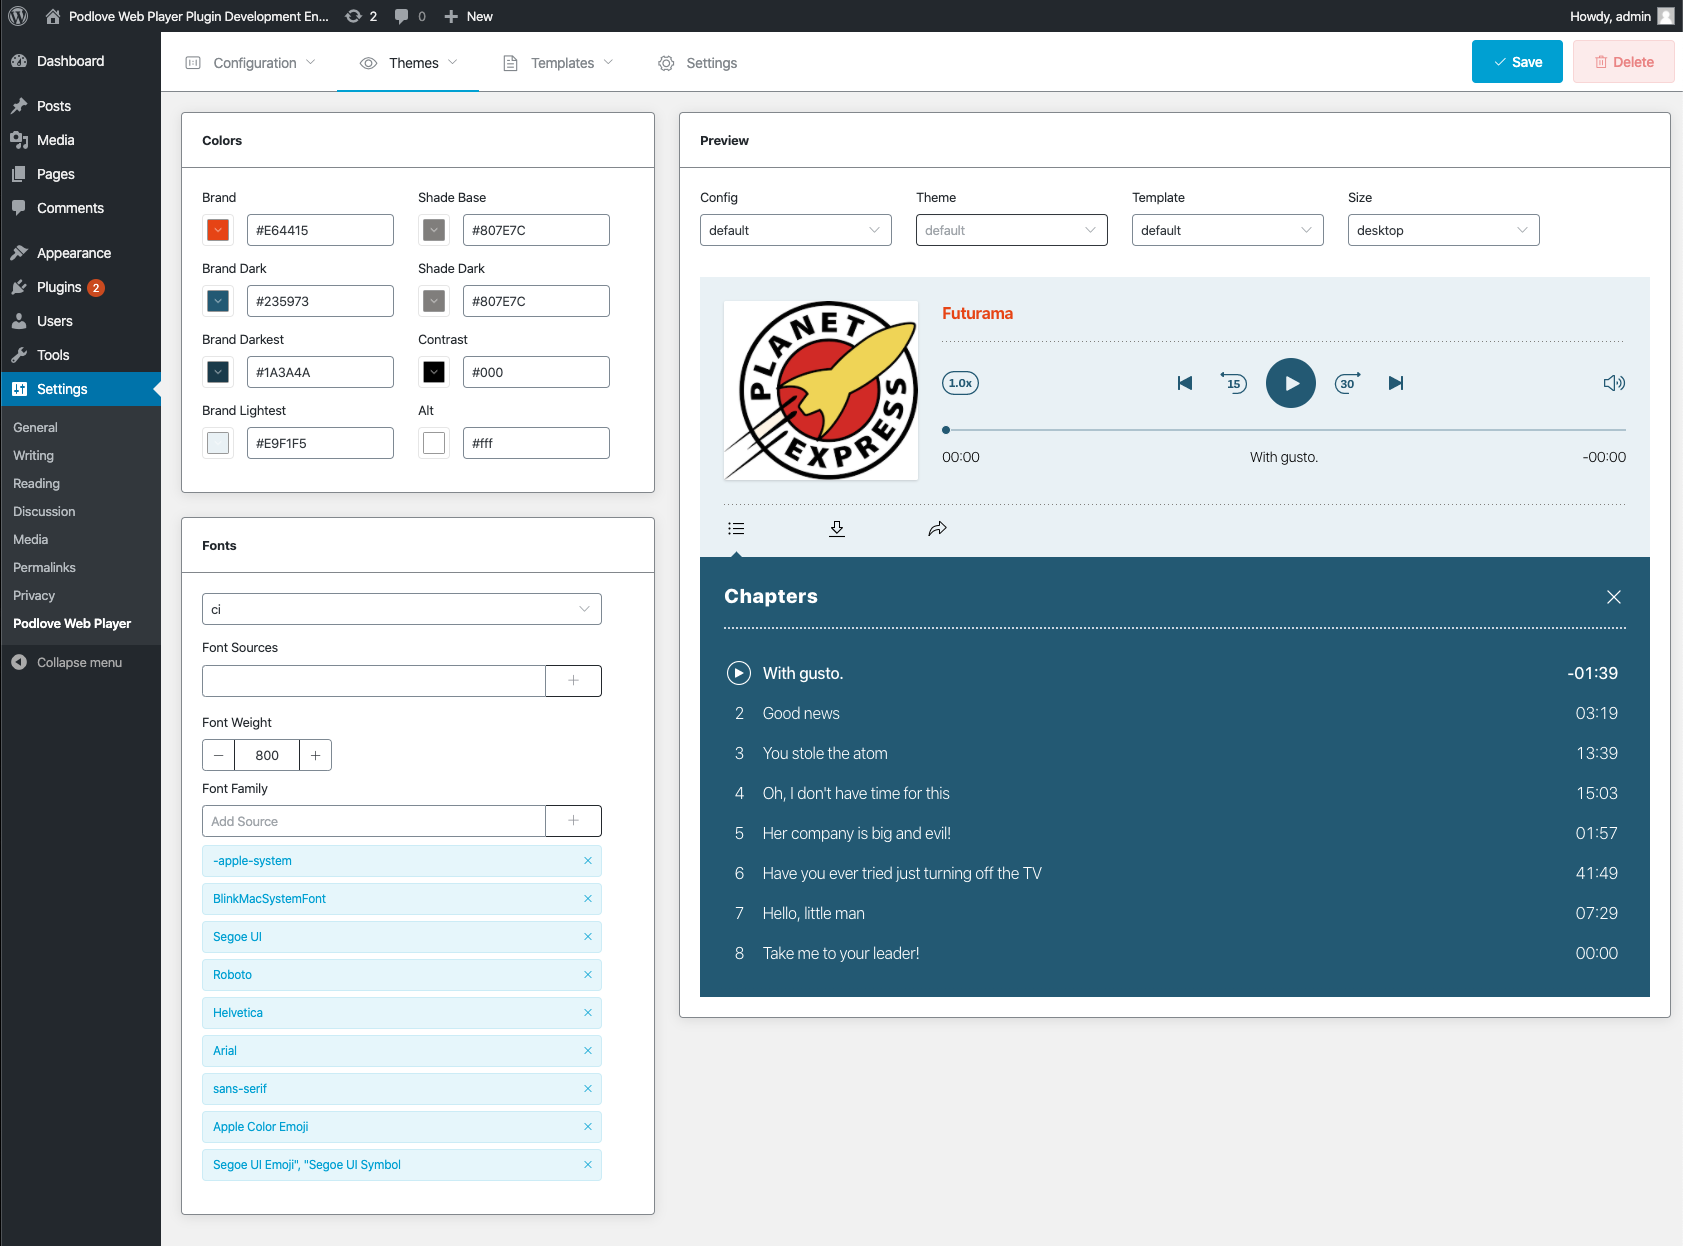 Podlove Web Player Plugin Development En...
2
0
New
Howdy, admin
Dashboard
Posts
Media
Pages
Comments
Appearance
Plugins 2
Users
Tools
Settings
General
Writing
Reading
Discussion
Media
Permalinks
Privacy
Podlove Web Player
Collapse menu
Configuration
Themes
Templates
Settings
Save
Delete
Colors
Brand
Shade Base
#E64415
#807E7C
Brand Dark
Shade Dark
#235973
#807E7C
Brand Darkest
Contrast
#1A3A4A
#000
Brand Lightest
Alt
#E9F1F5
#fff
Fonts
ci
Font Sources
Font Weight
800
Font Family
Add Source
-apple-system
BlinkMacSystemFont
Segoe UI
Roboto
Helvetica
Arial
sans-serif
Apple Color Emoji
Segoe UI Emoji", "Segoe UI Symbol
Preview
Config
Theme
Template
Size
default
default
default
desktop
PLANET
EXPRESS
Futurama
1.0x
15
30
00:00
With gusto.
-00:00
Chapters
With gusto. -01:39
2 Good news 03:19
3 You stole the atom 13:39
4 Oh, I don't have time for this 15:03
5 Her company is big and evil! 01:57
6 Have you ever tried just turning off the TV 41:49
7 Hello, little man 07:29
8 Take me to your leader! 00:00